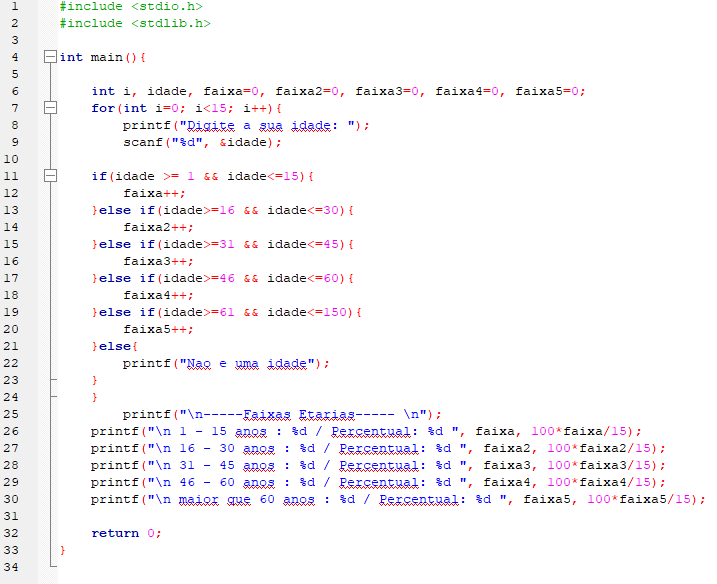 1 #include <stdio.h>
2 #include <stdlib.h>
3
4 int main(){
5
6 int i, idade, faixa=0, faixa2=0, faixa3=0, faixa4=0, faixa5=0;
7 for(int i=0; i<15; i++){
8 printf("Digite a sua idade: ");
9 scanf("%d", &idade);
10
11 if(idade >= 1 && idade<=15){
12 faixa++;
13 }else if(idade>=16 && idade<=30){
14 faixa2++;
15 }else if(idade>=31 && idade<=45){
16 faixa3++;
17 }else if(idade>=46 && idade<=60){
18 faixa4++;
19 }else if(idade>=61 && idade<=150){
20 faixa5++;
21 }else{
22 printf("Nao e uma idade");
23 }
24 }
25 printf("\n-----Faixas Etarias----- \n");
26 printf("\n 1 - 15 anos : %d / Percentual: %d ", faixa, 100*faixa/15);
27 printf("\n 16 - 30 anos : %d / Percentual: %d ", faixa2, 100*faixa2/15);
28 printf("\n 31 - 45 anos : %d / Percentual: %d ", faixa3, 100*faixa3/15);
29 printf("\n 46 - 60 anos : %d / Percentual: %d ", faixa4, 100*faixa4/15);
30 printf("\n maior que 60 anos : %d / Percentual: %d ", faixa5, 100*faixa5/15);
31
32 return 0;
33 }
34